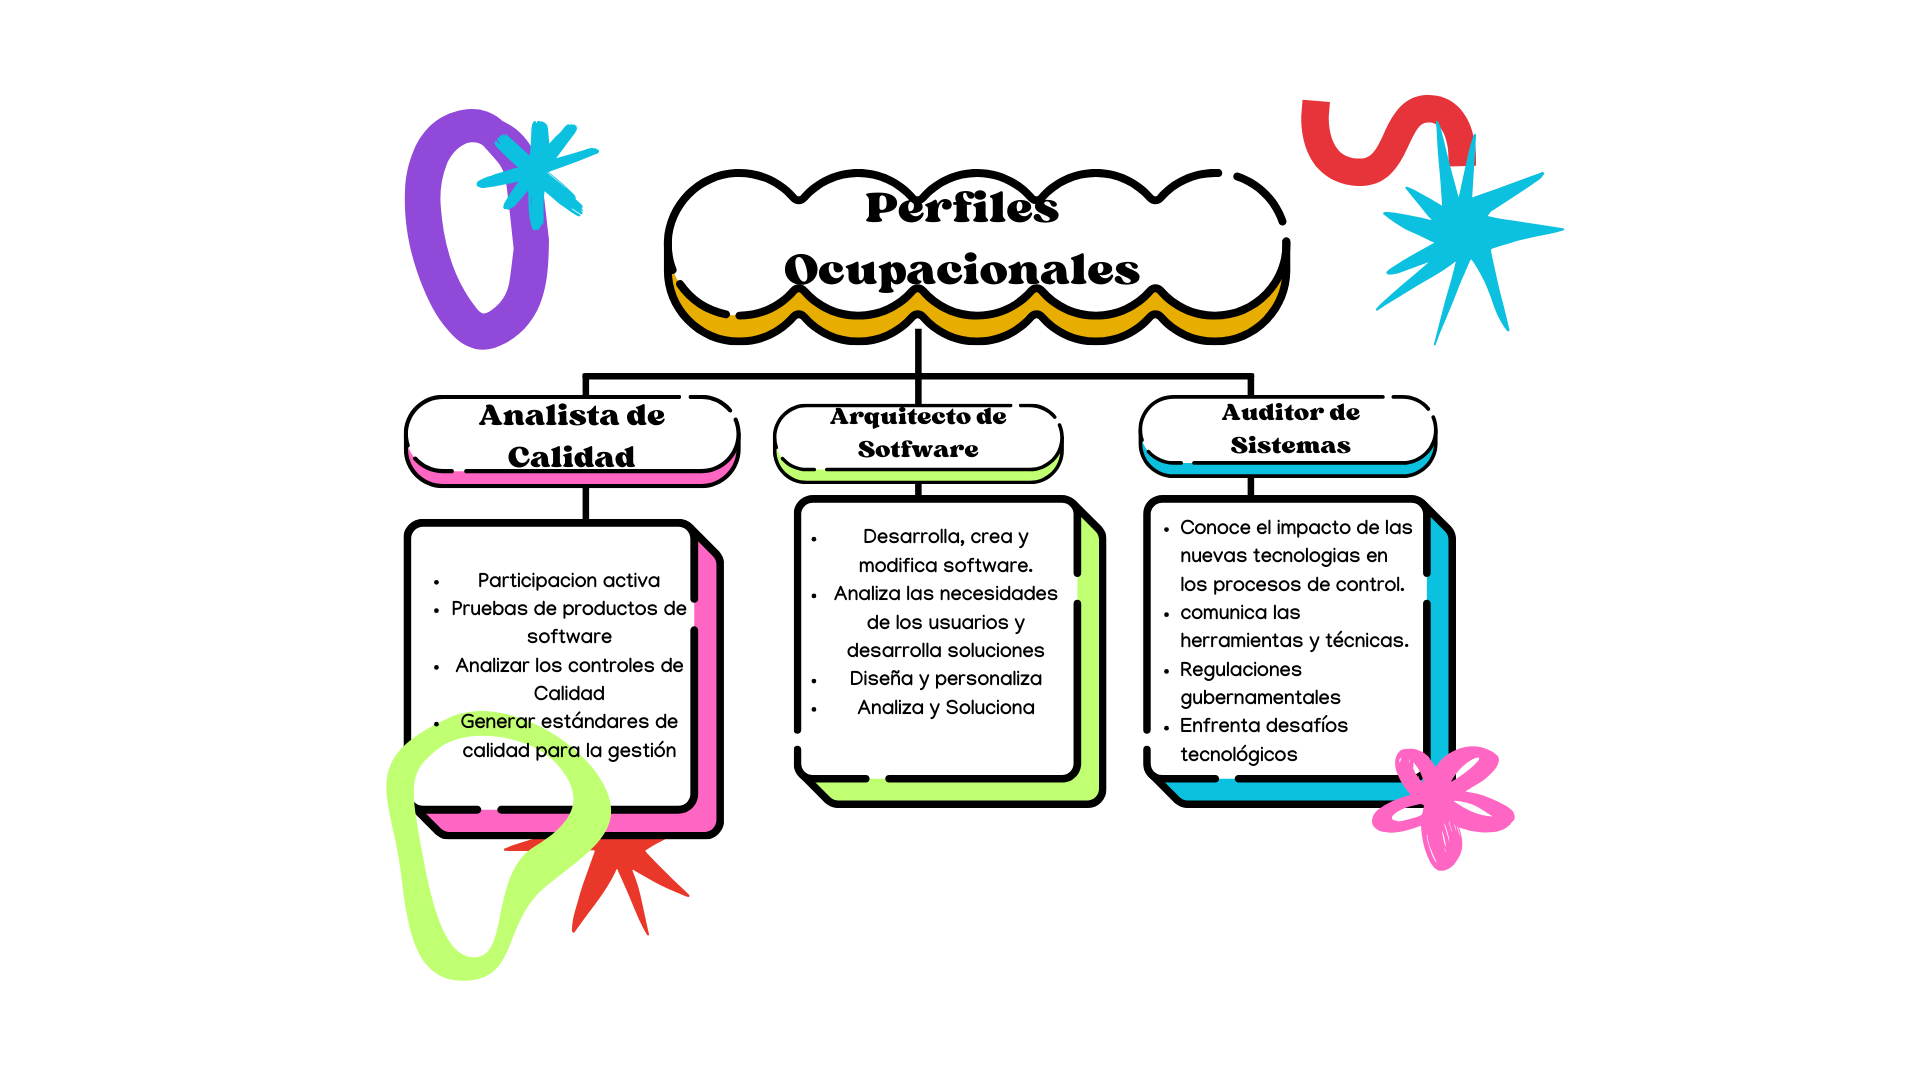 Perfiles
Ocupacionales
Analista de
Calidad
• Participacion activa
• Pruebas de productos de
software
• Analizar los controles de
Calidad
• Generar estándares de
calidad para la gestión
Arquitecto de
Sotfware
• Desarrolla, crea y
modifica software.
• Analiza las necesidades
de los usuarios y
desarrolla soluciones
• Diseña y personaliza
• Analiza y Soluciona
Auditor de
Sistemas
• Conoce el impacto de las
nuevas tecnologias en
los procesos de control.
• comunica las
herramientas y técnicas.
• Regulaciones
gubernamentales
• Enfrenta desafíos
tecnológicos